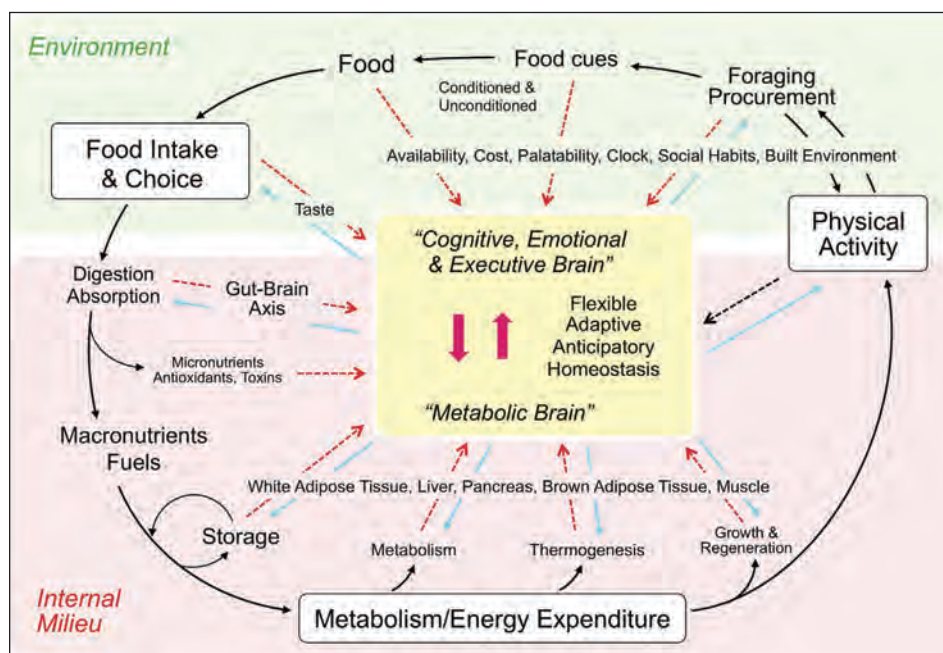 Environment
Food
Food cues
Conditioned &
Unconditioned
Foraging
Procurement
Food Intake
& Choice
Availability, Cost, Palatability, Clock, Social Habits, Built Environment
Taste
Physical
Activity
"Cognitive, Emotional
& Executive Brain"
Digestion
Absorption
Gut-Brain
Axis
Flexible
Adaptive
Anticipatory
Homeostasis
Micronutrients
Antioxidants, Toxins
"Metabolic Brain"
Macronutrients
Fuels
White Adipose Tissue, Liver, Pancreas, Brown Adipose Tissue, Muscle
Storage
Metabolism
Thermogenesis
Growth &
Regeneration
Internal
Milieu
Metabolism/Energy Expenditure